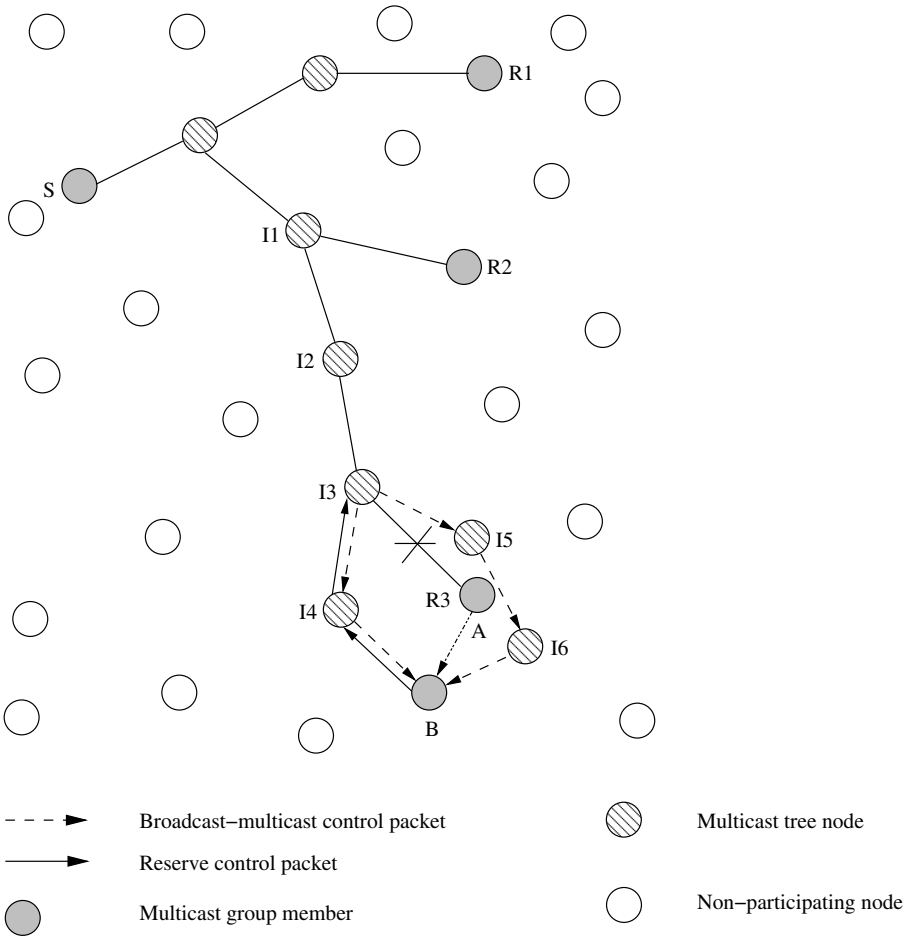 R1
S
I1
R2
I2
I3
I5
R3
I4
A
I6
B
Broadcast−multicast control packet
Multicast tree node
Reserve control packet
Multicast group member
Non−participating node